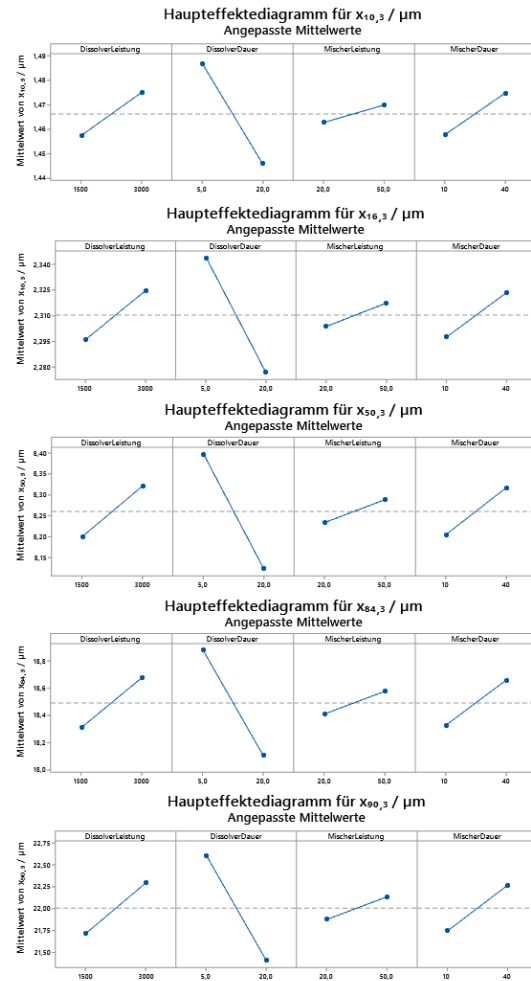 Haupteffektediagramm für x₁₀,₃ / µm
Angepasste Mittelwerte
DissolverLeistung DissolverDauer MischerLeistung MischerDauer
Mittelwert von x₁₀,₃ / µm
1,49
1,48
1,47
1,46
1,45
1,44
1500 3000 5,0 20,0 20,0 50,0 10 40
Haupteffektediagramm für x₁₆,₃ / µm
Angepasste Mittelwerte
DissolverLeistung DissolverDauer MischerLeistung MischerDauer
Mittelwert von x₁₆,₃ / µm
2,340
2,325
2,310
2,295
2,280
1500 3000 5,0 20,0 20,0 50,0 10 40
Haupteffektediagramm für x₅₀,₃ / µm
Angepasste Mittelwerte
DissolverLeistung DissolverDauer MischerLeistung MischerDauer
Mittelwert von x₅₀,₃ / µm
8,40
8,35
8,30
8,25
8,20
8,15
1500 3000 5,0 20,0 20,0 50,0 10 40
Haupteffektediagramm für x₈₄,₃ / µm
Angepasste Mittelwerte
DissolverLeistung DissolverDauer MischerLeistung MischerDauer
Mittelwert von x₈₄,₃ / µm
18,8
18,6
18,4
18,2
18,0
1500 3000 5,0 20,0 20,0 50,0 10 40
Haupteffektediagramm für x₉₀,₃ / µm
Angepasste Mittelwerte
DissolverLeistung DissolverDauer MischerLeistung MischerDauer
Mittelwert von x₉₀,₃ / µm
22,75
22,50
22,25
22,00
21,75
21,50
1500 3000 5,0 20,0 20,0 50,0 10 40